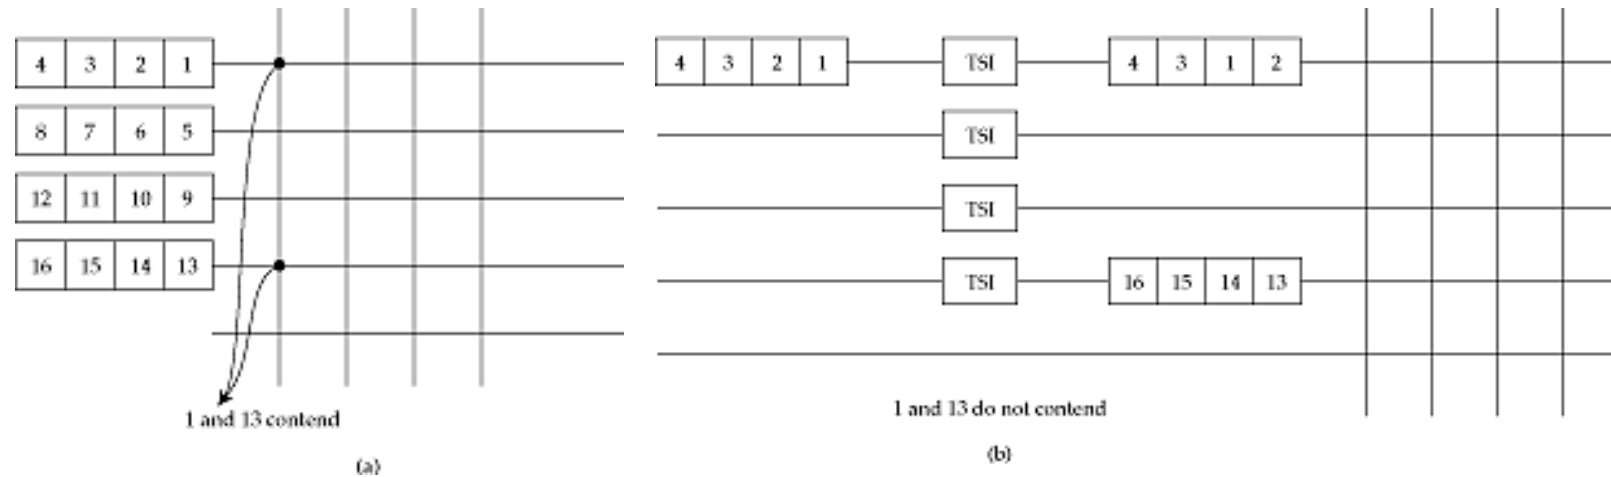 4 3 2 1
8 7 6 5
12 11 10 9
16 15 14 13
1 and 13 contend
(a)
4 3 2 1 TSI 4 3 1 2
TSI
TSI
TSI 16 15 14 13
1 and 13 do not contend
(b)